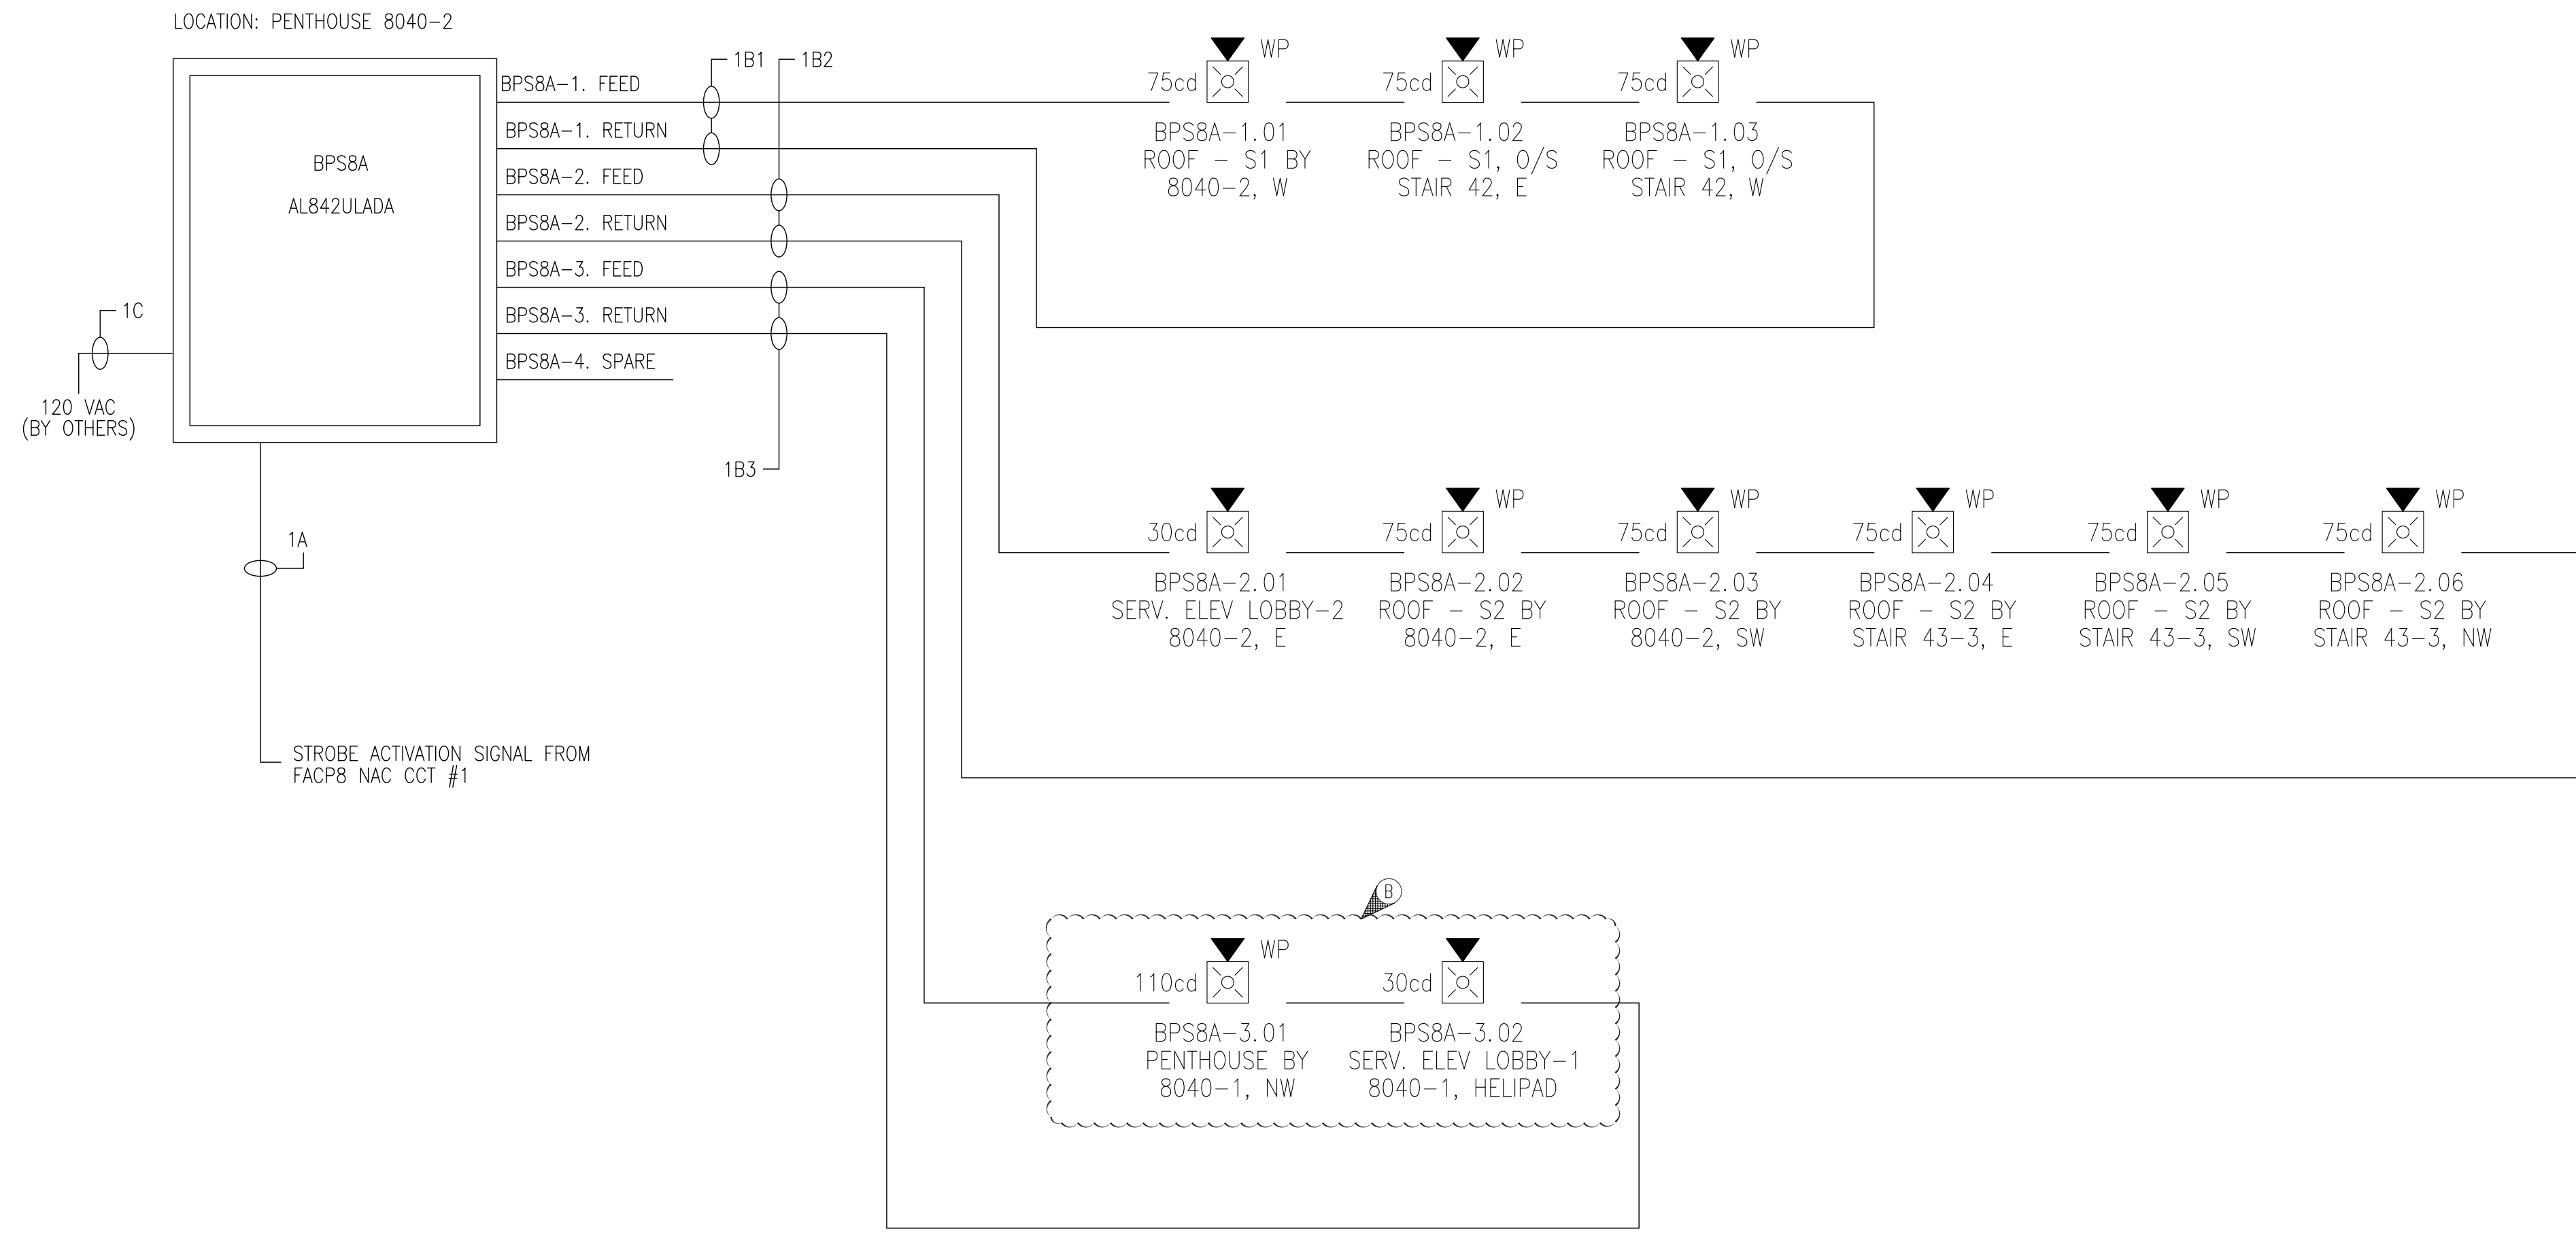 LOCATION: PENTHOUSE 8040-2
BPS8A
AL842ULADA
BPS8A-1. FEED
BPS8A-1. RETURN
BPS8A-2. FEED
BPS8A-2. RETURN
BPS8A-3. FEED
BPS8A-3. RETURN
BPS8A-4. SPARE
1B1
1B2
1B3
1C
120 VAC
(BY OTHERS)
1A
STROBE ACTIVATION SIGNAL FROM
FACP8 NAC CCT #1
WP
75cd
BPS8A-1.01
ROOF - S1 BY
8040-2, W
WP
75cd
BPS8A-1.02
ROOF - S1, O/S
STAIR 42, E
WP
75cd
BPS8A-1.03
ROOF - S1, O/S
STAIR 42, W
30cd
BPS8A-2.01
SERV. ELEV LOBBY-2
8040-2, E
WP
75cd
BPS8A-2.02
ROOF - S2 BY
8040-2, E
WP
75cd
BPS8A-2.03
ROOF - S2 BY
8040-2, SW
WP
75cd
BPS8A-2.04
ROOF - S2 BY
STAIR 43-3, E
WP
75cd
BPS8A-2.05
ROOF - S2 BY
STAIR 43-3, SW
WP
75cd
BPS8A-2.06
ROOF - S2 BY
STAIR 43-3, NW
B
WP
110cd
BPS8A-3.01
PENTHOUSE BY
8040-1, NW
30cd
BPS8A-3.02
SERV. ELEV LOBBY-1
8040-1, HELIPAD